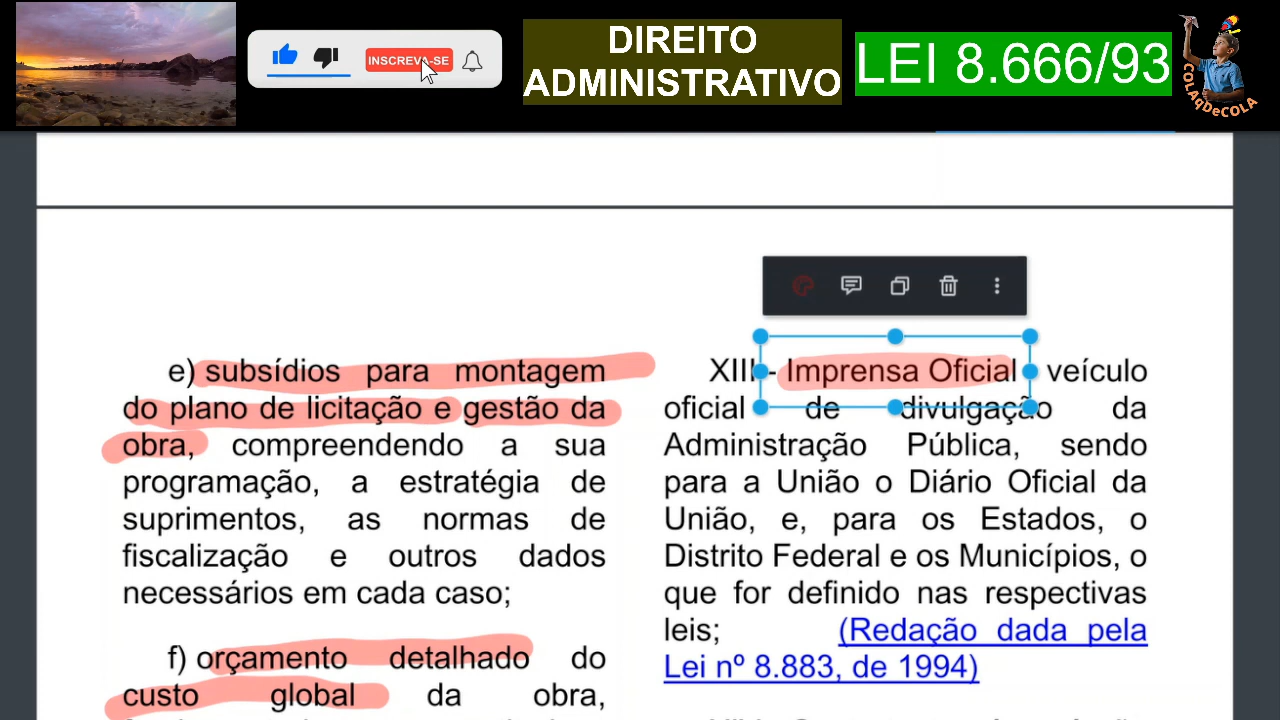 INSCREVA-SE
DIREITO
ADMINISTRATIVO
LEI 8.666/93
COLAqDeCOLA
e) subsídios para montagem
do plano de licitação e gestão da
obra, compreendendo a sua
programação, a estratégia de
suprimentos, as normas de
fiscalização e outros dados
necessários em cada caso;
f) orçamento detalhado do
custo global da obra,
XIII - Imprensa Oficial veículo
oficial de divulgação da
Administração Pública, sendo
para a União o Diário Oficial da
União, e, para os Estados, o
Distrito Federal e os Municípios, o
que for definido nas respectivas
leis; (Redação dada pela
Lei nº 8.883, de 1994)